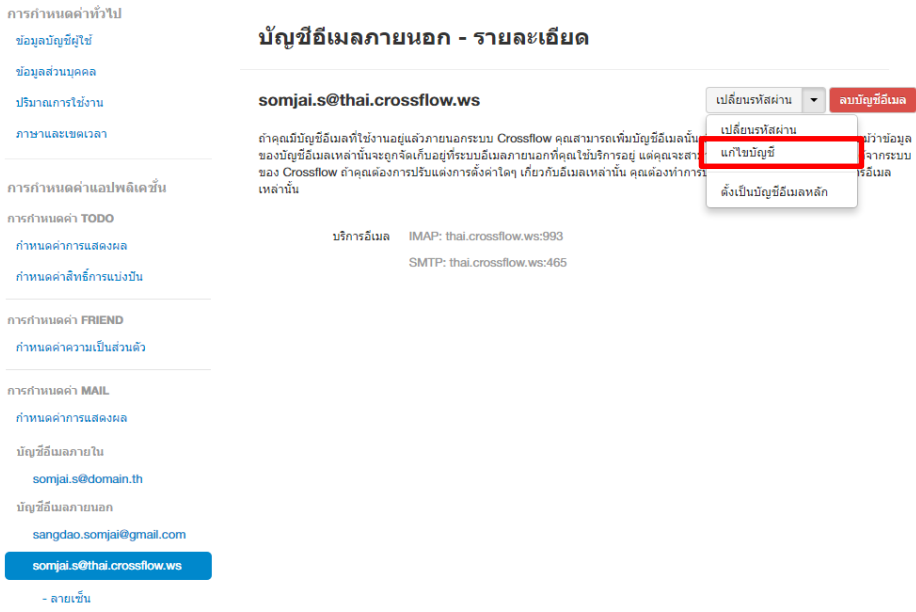 การกำหนดค่าทั่วไป
ข้อมูลบัญชีผู้ใช้
ข้อมูลส่วนบุคคล
ปริมาณการใช้งาน
ภาษาและเขตเวลา
การกำหนดค่าแอปพลิเคชั่น
การกำหนดค่า TODO
กำหนดค่าการแสดงผล
กำหนดค่าสิทธิ์การแบ่งปัน
การกำหนดค่า FRIEND
กำหนดค่าความเป็นส่วนตัว
การกำหนดค่า MAIL
กำหนดค่าการแสดงผล
บัญชีอีเมลภายใน
somjai.s@domain.th
บัญชีอีเมลภายนอก
sangdao.somjai@gmail.com
somjai.s@thai.crossflow.ws
- ลายเซ็น
บัญชีอีเมลภายนอก - รายละเอียด
somjai.s@thai.crossflow.ws
เปลี่ยนรหัสผ่าน
ลบบัญชีอีเมล
เปลี่ยนรหัสผ่าน
แก้ไขบัญชี
ตั้งเป็นบัญชีอีเมลหลัก
ถ้าคุณมีบัญชีอีเมลที่ใช้งานอยู่แล้วภายนอกระบบ Crossflow คุณสามารถเพิ่มบัญชีอีเมลนั้น ม้ว่าข้อมูล
ของบัญชีอีเมลเหล่านั้นจะถูกจัดเก็บอยู่ที่ระบบอีเมลภายนอกที่คุณใช้บริการอยู่ แต่คุณจะสาม จากระบบ
ของ Crossflow ถ้าคุณต้องการปรับแต่งการตั้งค่าใดๆ เกี่ยวกับอีเมลเหล่านั้น คุณต้องทำการ รอีเมล
เหล่านั้น
บริการอีเมล IMAP: thai.crossflow.ws:993
SMTP: thai.crossflow.ws:465